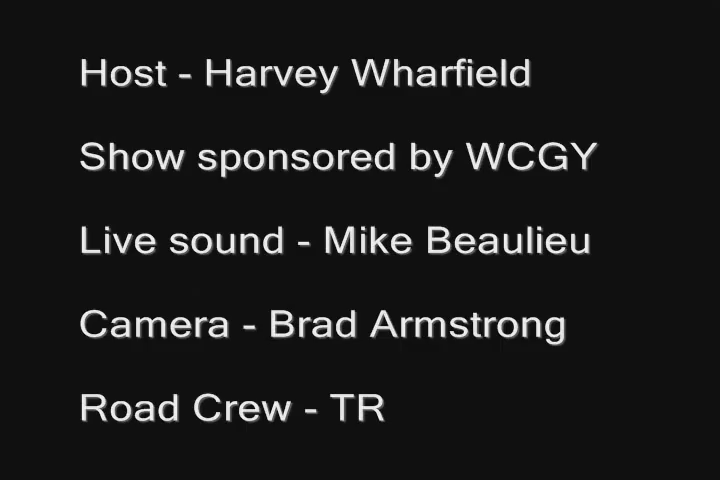 Host - Harvey Wharfield
Show sponsored by WCGY
Live sound - Mike Beaulieu
Camera - Brad Armstrong
Road Crew - TR